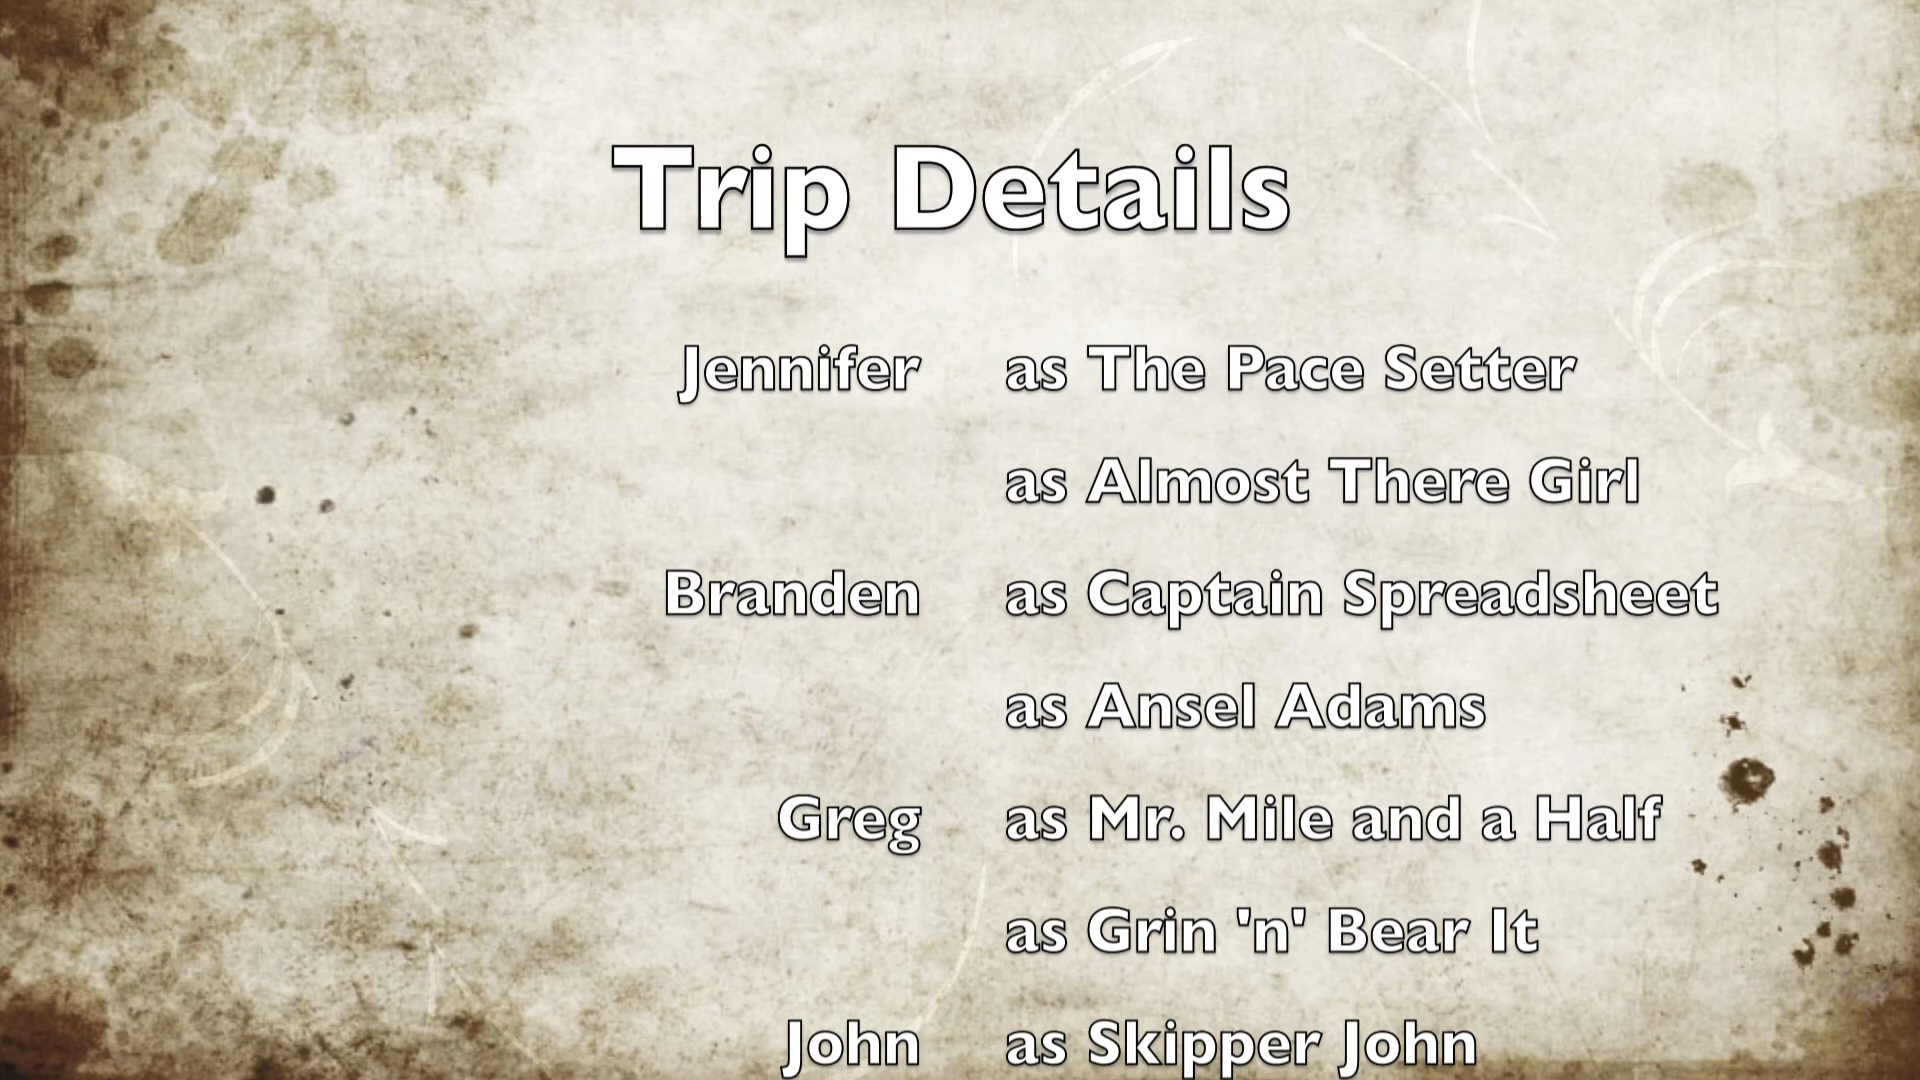 Trip Details
Jennifer as The Pace Setter
as Almost There Girl
Branden as Captain Spreadsheet
as Ansel Adams
Greg as Mr. Mile and a Half
as Grin 'n' Bear It
John as Skipper John